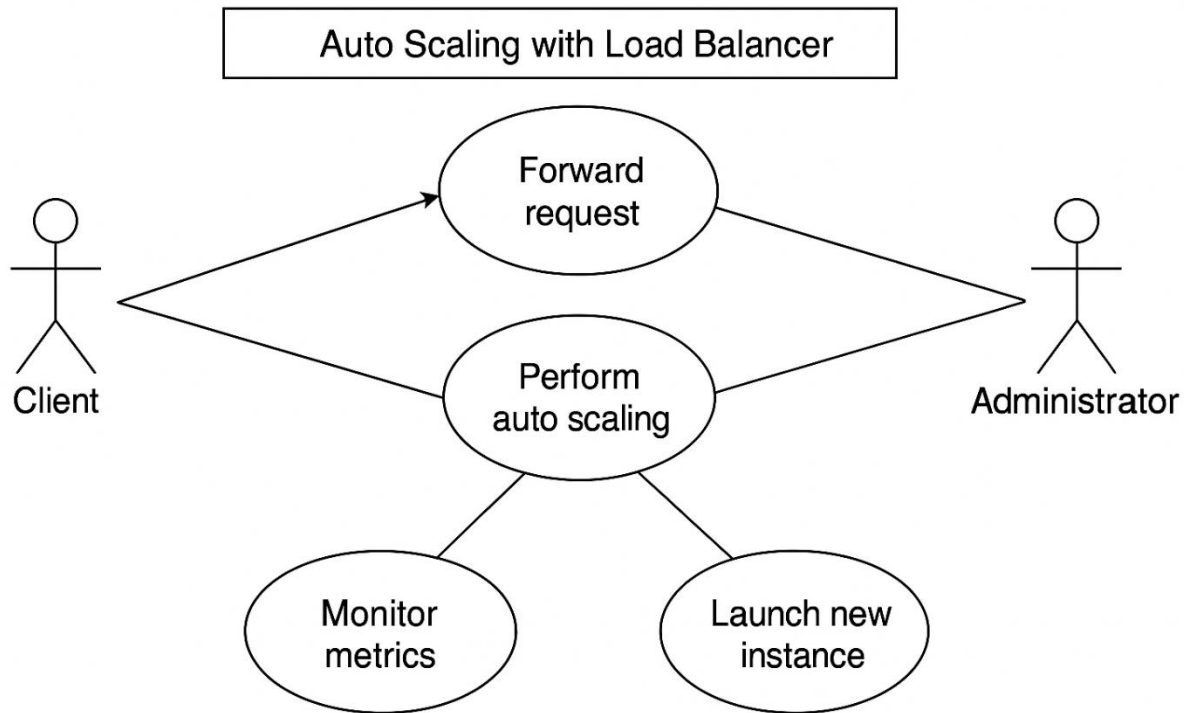 Auto Scaling with Load Balancer
Forward
request
Client
Perform
auto scaling
Administrator
Monitor
metrics
Launch new
instance